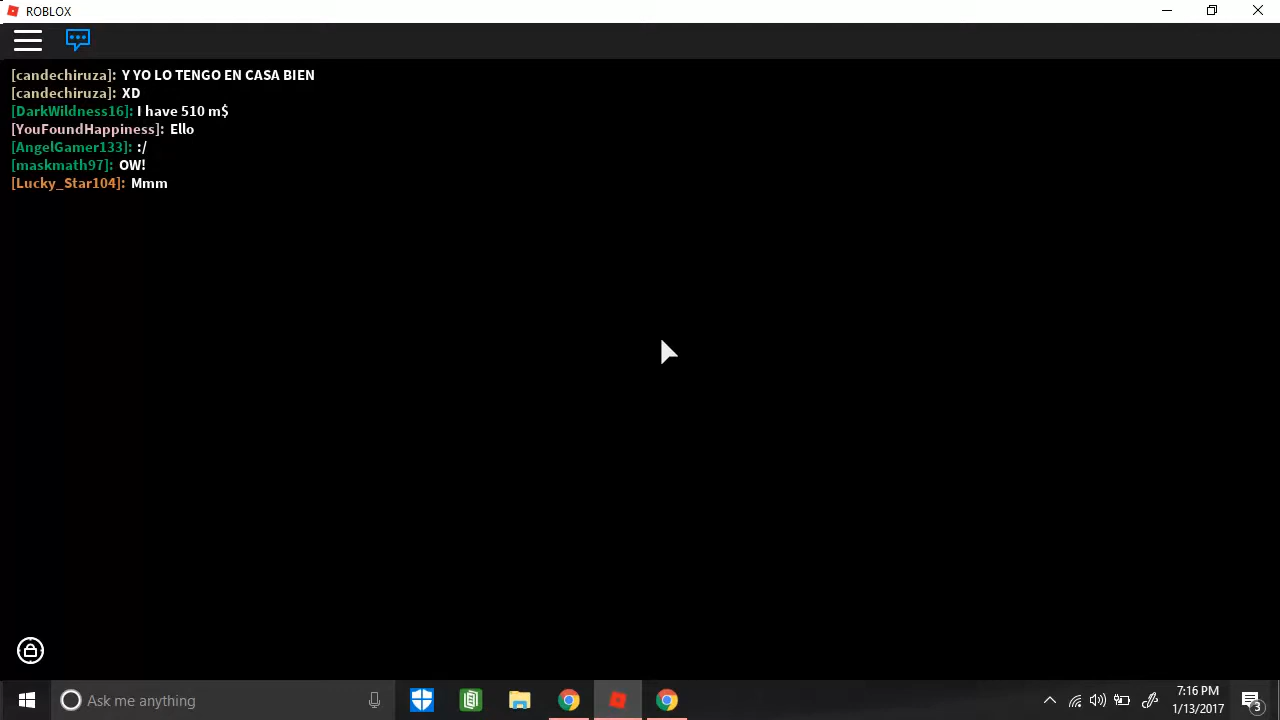 ROBLOX
[candechiruza]: Y YO LO TENGO EN CASA BIEN
[candechiruza]: XD
[DarkWildness16]: I have 510 m$
[YouFoundHappiness]: Ello
[AngelGamer133]: :/
[maskmath97]: OW!
[Lucky_Star104]: Mmm
Ask me anything
7:16 PM
1/13/2017
3